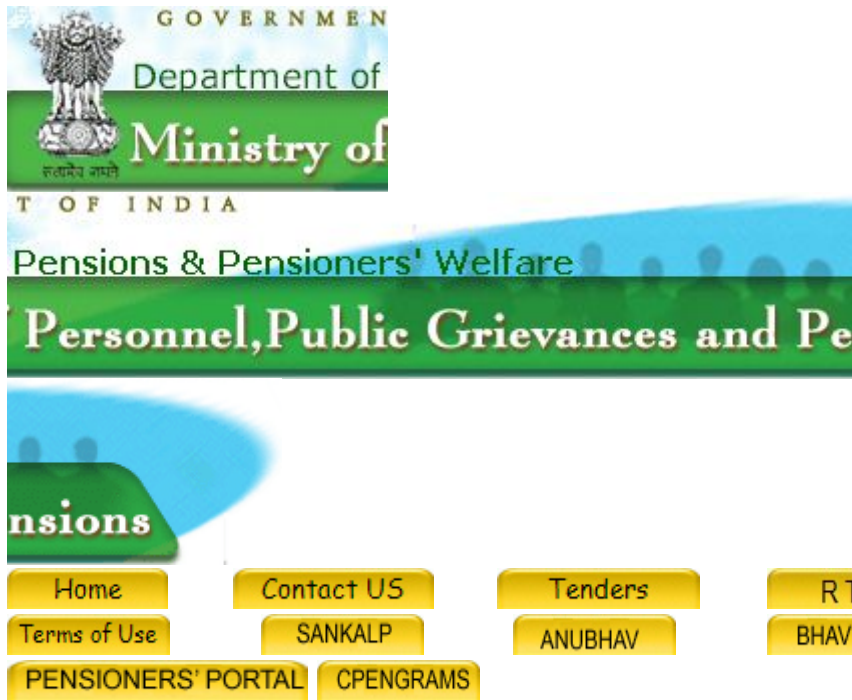 GOVERNMEN
Department of
Ministry of
सत्यमेव जयते
T OF INDIA
Pensions & Pensioners' Welfare
Personnel,Public Grievances and Pe
nsions
Home Contact US Tenders R T
Terms of Use SANKALP ANUBHAV BHAV
PENSIONERS' PORTAL CPENGRAMS